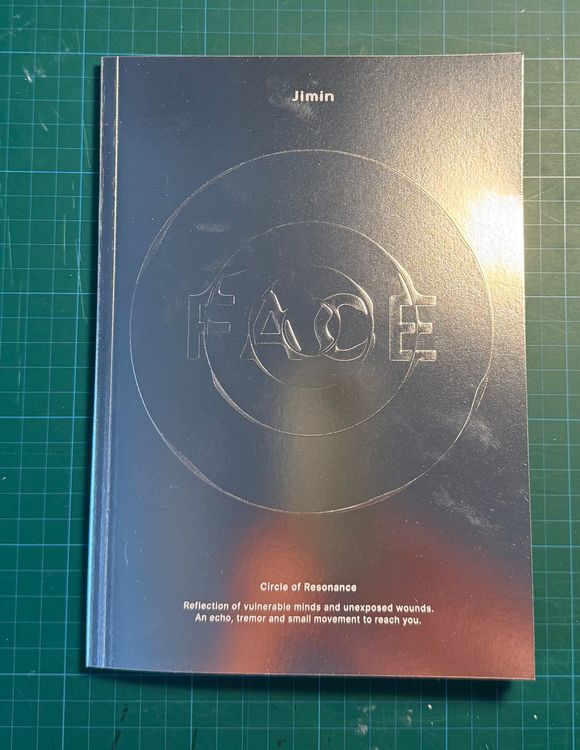 Jimin
FACE
Circle of Resonance
Reflection of vulnerable minds and unexposed wounds.
An echo, tremor and small movement to reach you.